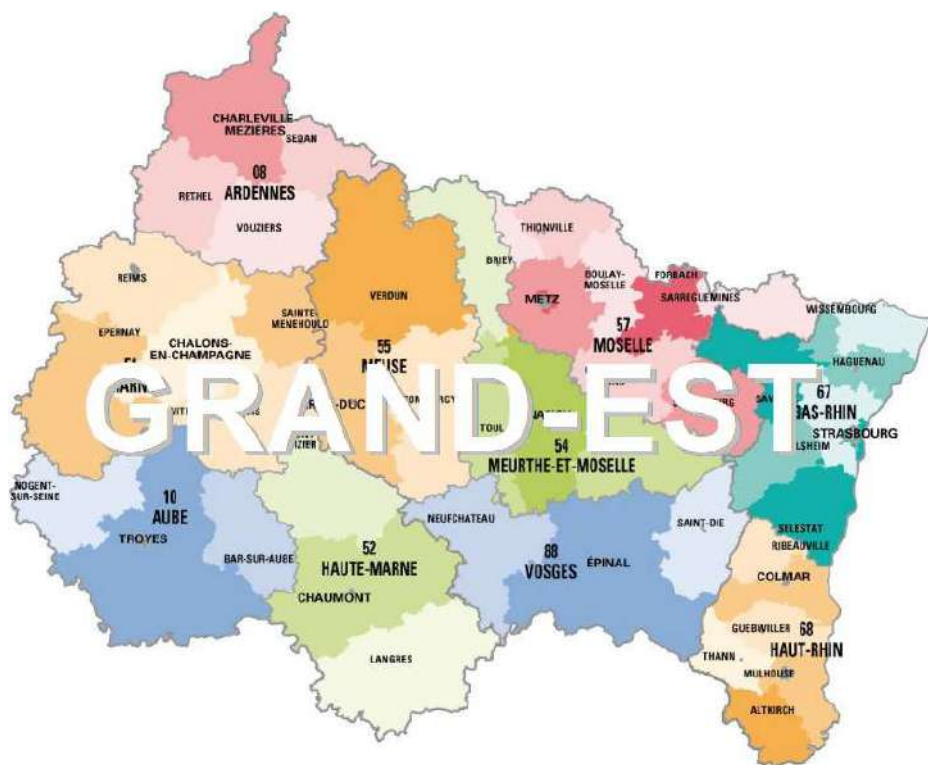 CHARLEVILLE-
MEZIÈRES
SEDAN
08
ARDENNES
RETHEL
VOUZIERS
THIONVILLE
BRIEY
REIMS
BOULAY-
MOSELLE
FORBACH
METZ
SARREGUEMINES
VERDUN
WISSEMBOURG
SAINTE-
MENEHOULD
EPERNAY
57
MOSELLE
CHALONS-
EN-CHAMPAGNE
55
MEUSE
HAGUENAU
67
BAS-RHIN
GRAND-EST
TOUL
STRASBOURG
54
MEURTHE-ET-MOSELLE
NOGENT-
SUR-SEINE
10
AUBE
NEUFCHATEAU
SAINT-DIE
SELESTAT
TROYES
RIBEAUVILLE
BAR-SUR-AUBE
52
HAUTE-MARNE
88
VOSGES
ÉPINAL
COLMAR
CHAUMONT
GUEBWILLER
68
HAUT-RHIN
LANGRES
THANN
MULHOUSE
ALTKIRCH